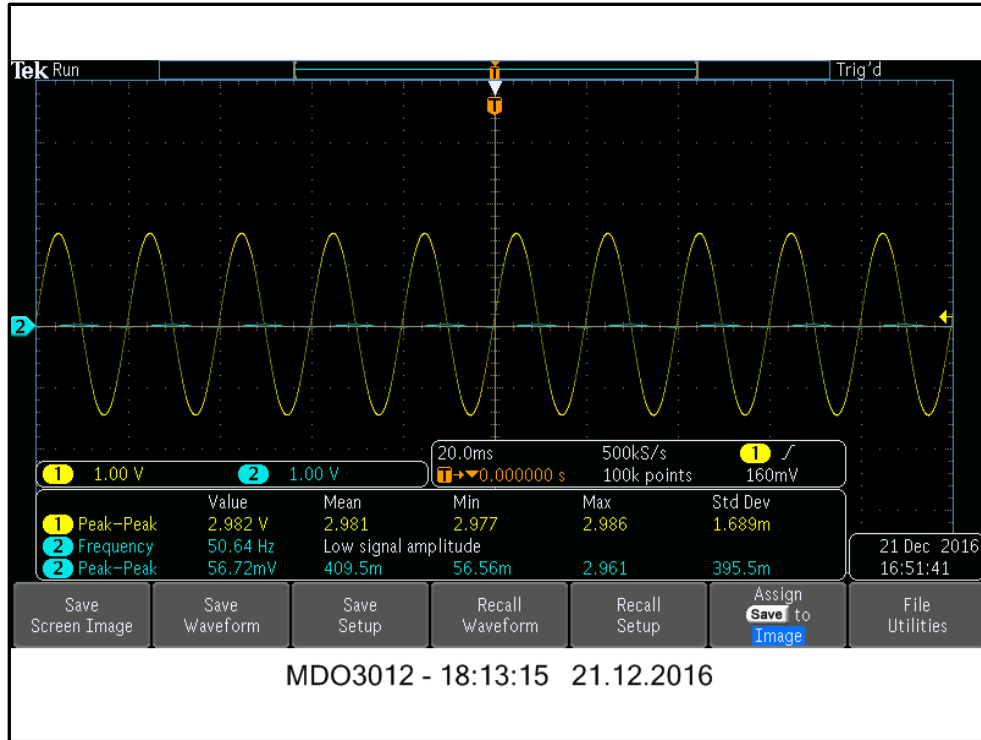 Tek Run Trig'd
T
T
2
20.0ms 500kS/s 1 /
1 1.00 V 2 1.00 V T→▼0.000000 s 100k points 160mV
Value Mean Min Max Std Dev
1 Peak-Peak 2.982 V 2.981 2.977 2.986 1.689m
2 Frequency 50.64 Hz Low signal amplitude
2 Peak-Peak 56.72mV 409.5m 56.56m 2.961 395.5m
21 Dec 2016
16:51:41
Save Screen Image
Save Waveform
Save Setup
Recall Waveform
Recall Setup
Assign Save to Image
File Utilities
MDO3012 - 18:13:15 21.12.2016